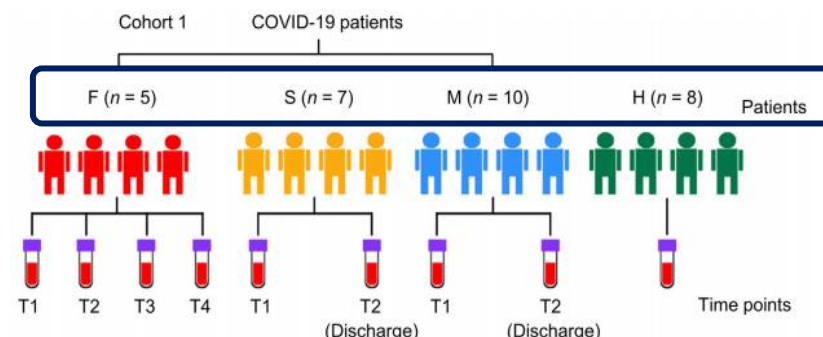 Cohort 1 COVID-19 patients
F (n = 5) S (n = 7) M (n = 10) H (n = 8) Patients
T1 T2 T3 T4 T1 T2 T1 T2 Time points
(Discharge) (Discharge)